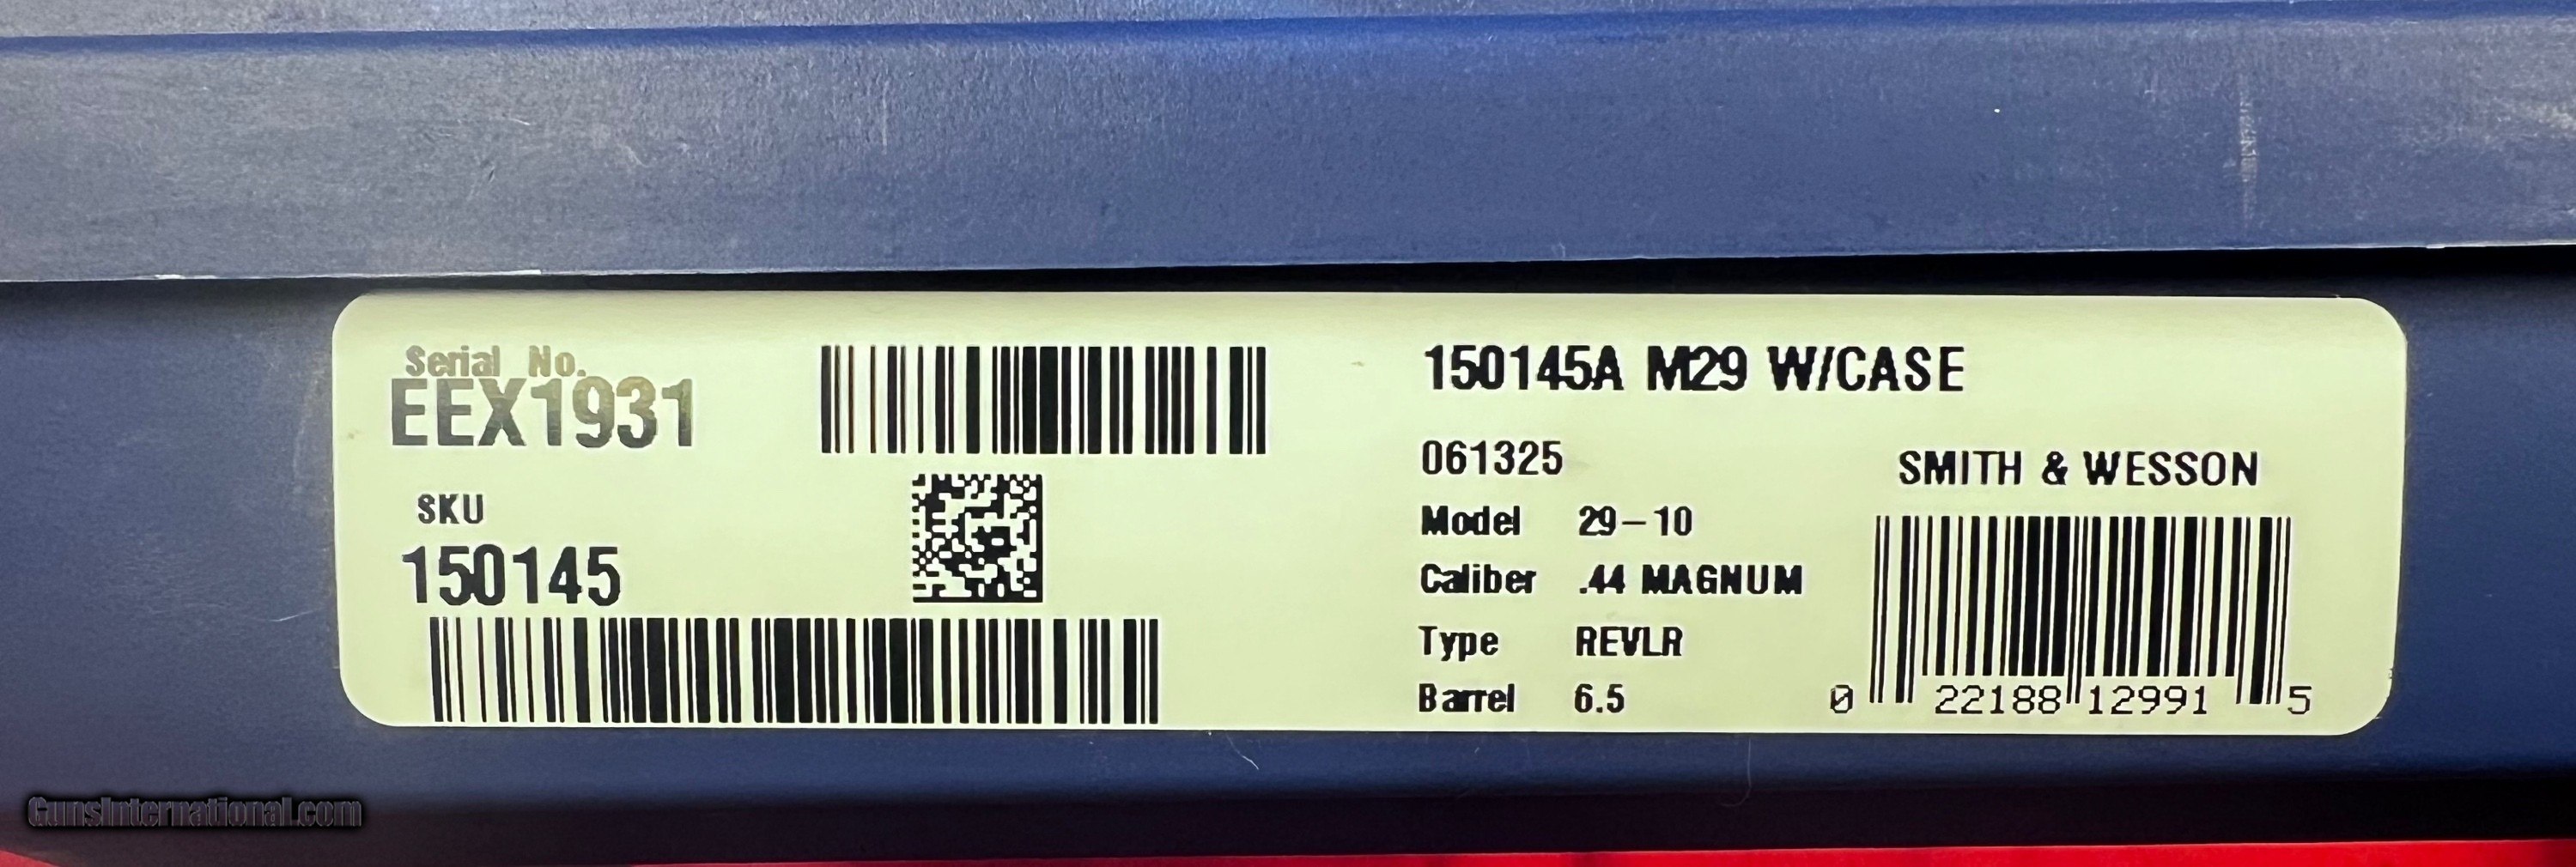 Serial No.
EEX1931
SKU
150145
150145A M29 W/CASE
061325
Model 29-10
Caliber .44 MAGNUM
Type REVLR
Barrel 6.5
SMITH & WESSON
0 22188 12991 5
GunsInternational.com